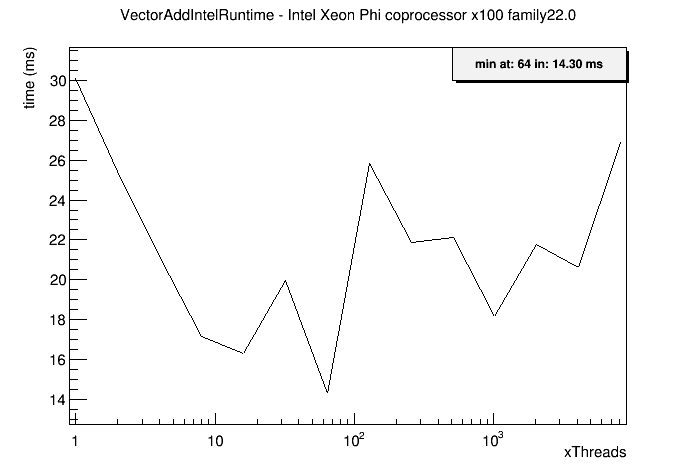 VectorAddIntelRuntime - Intel Xeon Phi coprocessor x100 family22.0
time (ms)
min at: 64 in: 14.30 ms
30
28
26
24
22
20
18
16
14
1 10 10² 10³
xThreads